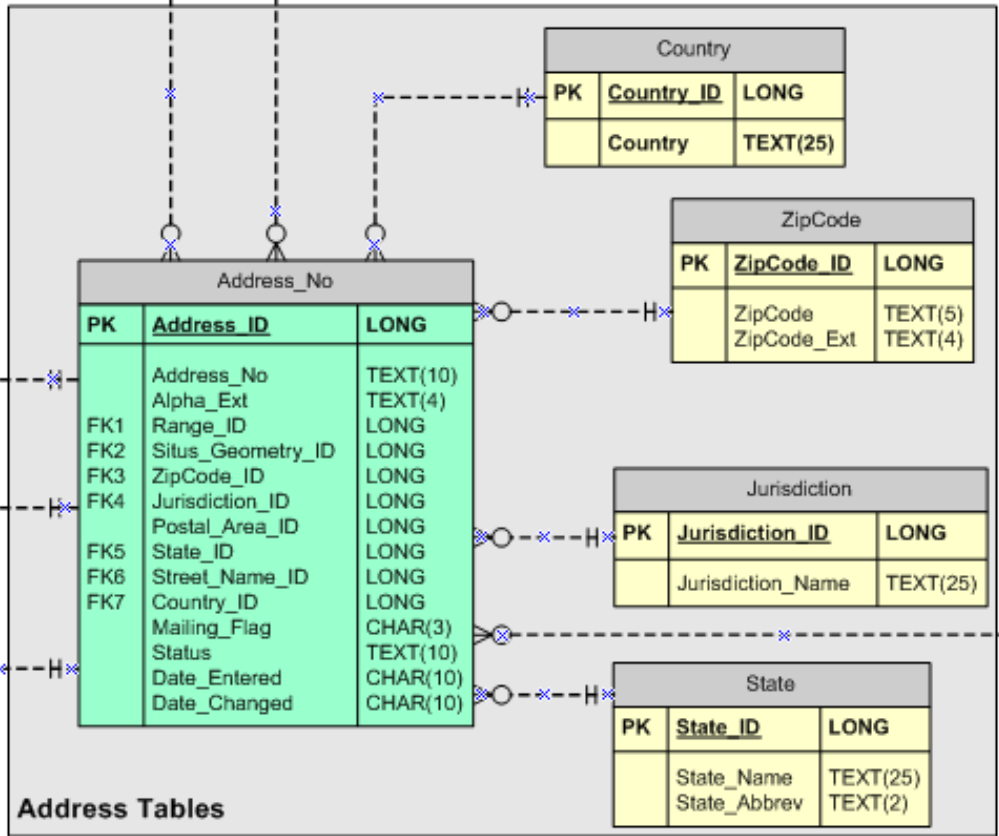 Country
PK Country_ID LONG
Country TEXT(25)
ZipCode
PK ZipCode_ID LONG
ZipCode TEXT(5)
ZipCode_Ext TEXT(4)
Address_No
PK Address_ID LONG
Address_No TEXT(10)
Alpha_Ext TEXT(4)
FK1 Range_ID LONG
FK2 Situs_Geometry_ID LONG
FK3 ZipCode_ID LONG
FK4 Jurisdiction_ID LONG
Postal_Area_ID LONG
FK5 State_ID LONG
FK6 Street_Name_ID LONG
FK7 Country_ID LONG
Mailing_Flag CHAR(3)
Status TEXT(10)
Date_Entered CHAR(10)
Date_Changed CHAR(10)
Jurisdiction
PK Jurisdiction_ID LONG
Jurisdiction_Name TEXT(25)
State
PK State_ID LONG
State_Name TEXT(25)
State_Abbrev TEXT(2)
Address Tables